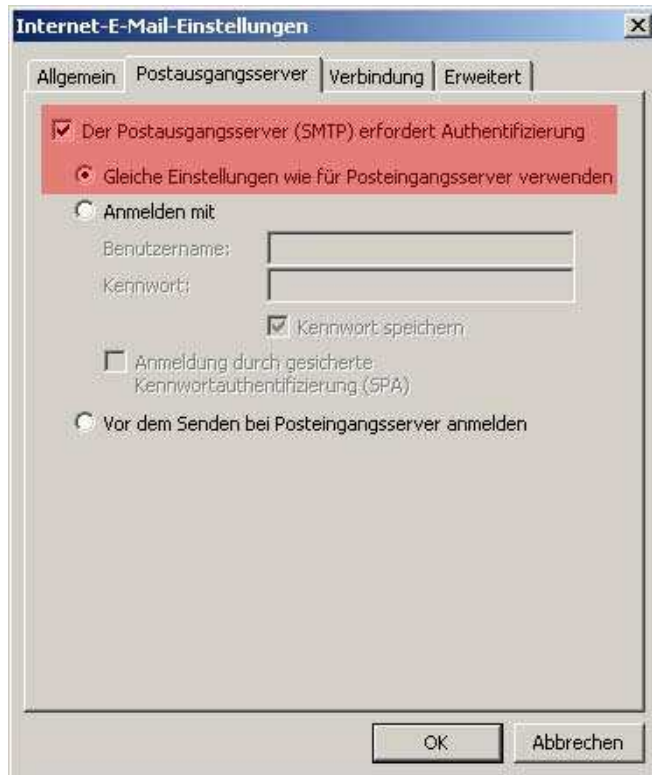 Internet-E-Mail-Einstellungen
Allgemein Postausgangsserver Verbindung Erweitert
Der Postausgangsserver (SMTP) erfordert Authentifizierung
Gleiche Einstellungen wie für Posteingangsserver verwenden
Anmelden mit
Benutzername:
Kennwort:
Kennwort speichern
Anmeldung durch gesicherte
Kennwortauthentifizierung (SPA)
Vor dem Senden bei Posteingangsserver anmelden
OK Abbrechen